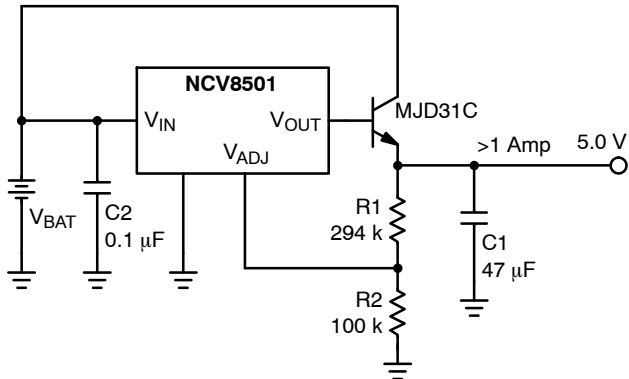 NCV8501
MJD31C
V_IN
V_OUT
V_ADJ
>1 Amp
5.0 V
V_BAT
C2
0.1 μF
R1
294 k
C1
47 μF
R2
100 k